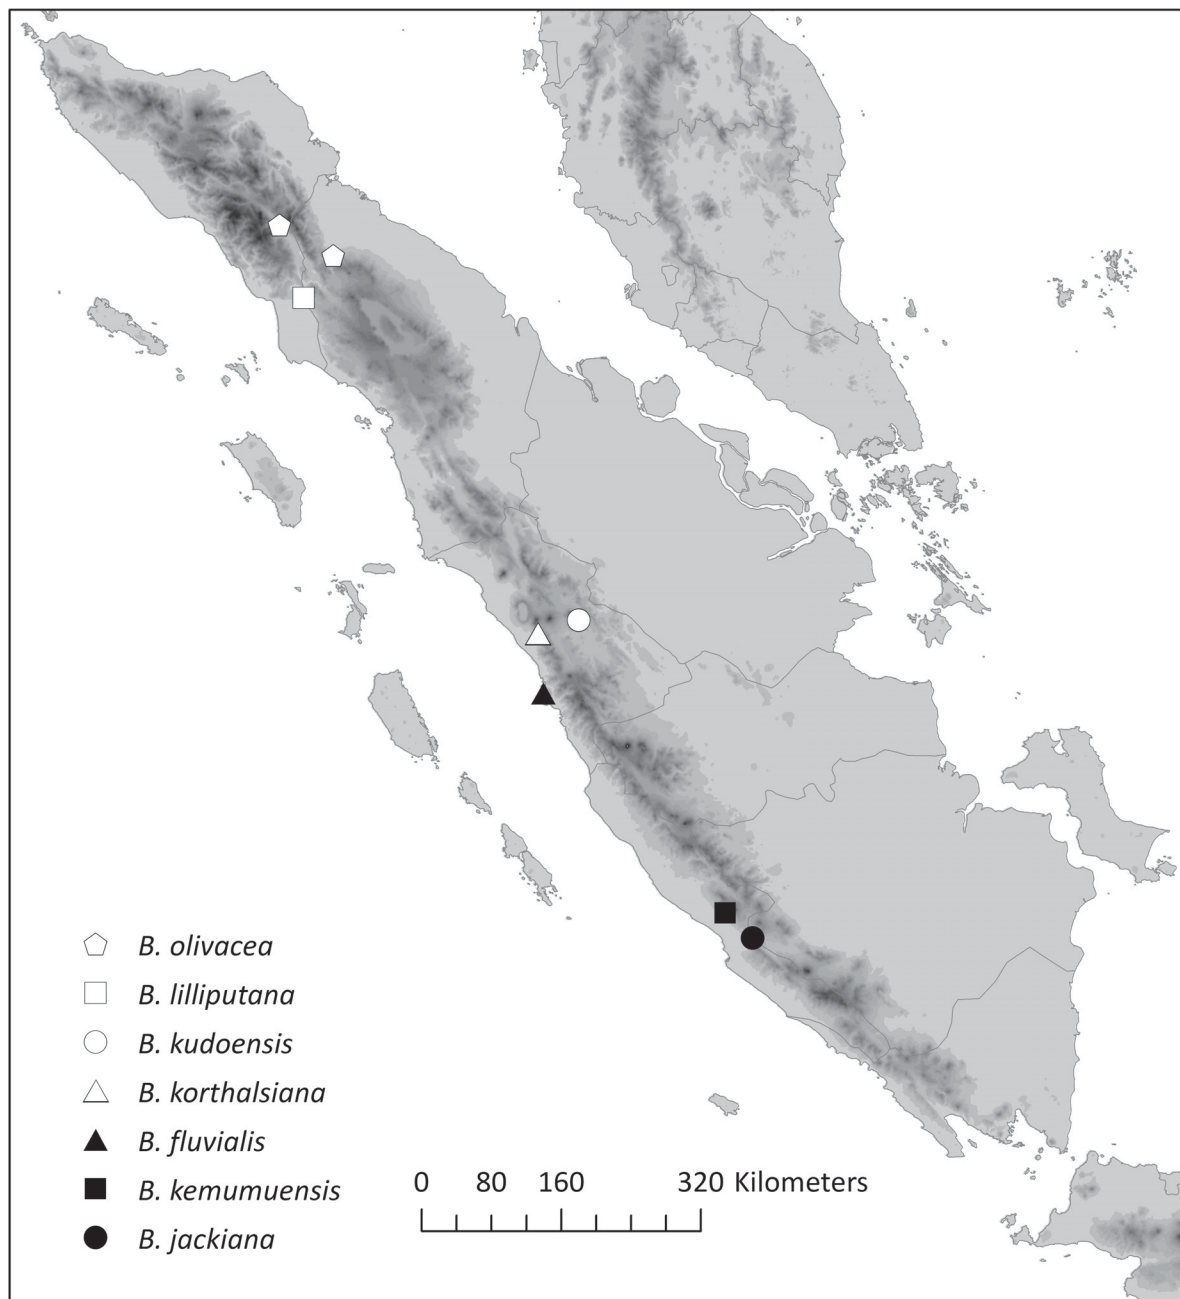 B. olivacea
B. lilliputana
B. kudoensis
B. korthalsiana
B. fluvialis
B. kemumuensis
B. jackiana
0 80 160 320 Kilometers